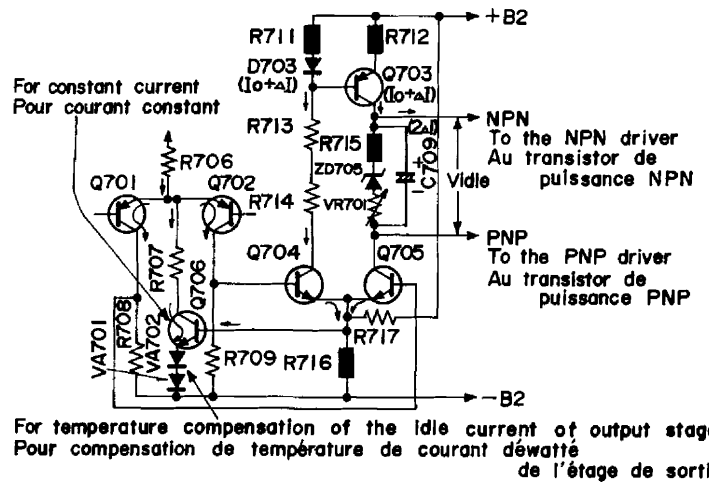 +B2
R711
R712
D703
(Io+ΔI)
Q703
(Io+ΔI)
For constant current
Pour courant constant
NPN
To the NPN driver
Au transistor de
puissance NPN
(2ΔI)
R713
R715
+
C709
R706
ZD705
Vidle
Q701
Q702
R714
VR701
PNP
To the PNP driver
Au transistor de
puissance PNP
R707
Q706
Q704
Q705
R708
VA702
VA701
R709
R716
R717
-B2
For temperature compensation of the idle current of output stage
Pour compensation de température de courant déwatté
de l'étage de sorti